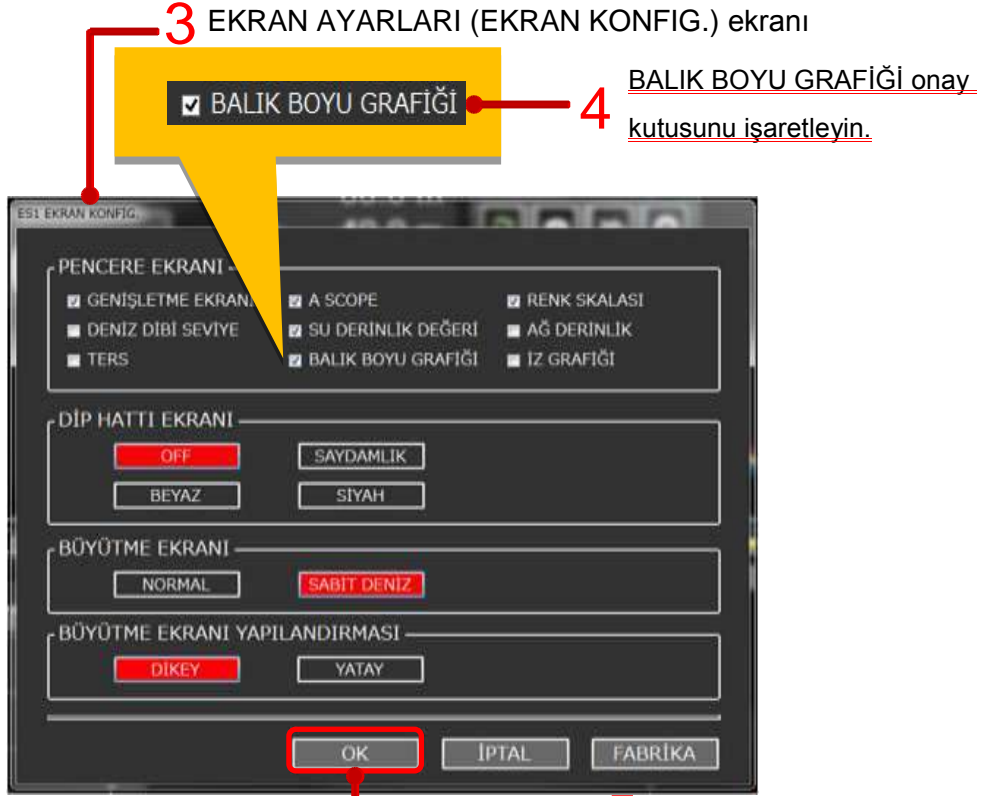 3 EKRAN AYARLARI (EKRAN KONFIG.) ekranı
BALIK BOYU GRAFİĞİ
4 BALIK BOYU GRAFİĞİ onay
kutusunu işaretleyin.
ES1 EKRAN KONFİG.
PENCERE EKRANI
GENİŞLETME EKRANI
A SCOPE
RENK SKALASI
DENİZ DİBİ SEVİYE
SU DERİNLİK DEĞERİ
AĞ DERİNLİK
TERS
BALIK BOYU GRAFİĞİ
İZ GRAFİĞİ
DİP HATTI EKRANI
OFF
SAYDAMLIK
BEYAZ
SİYAH
BÜYÜTME EKRANI
NORMAL
SABİT DENİZ
BÜYÜTME EKRANI YAPILANDIRMASI
DİKEY
YATAY
OK
İPTAL
FABRİKA